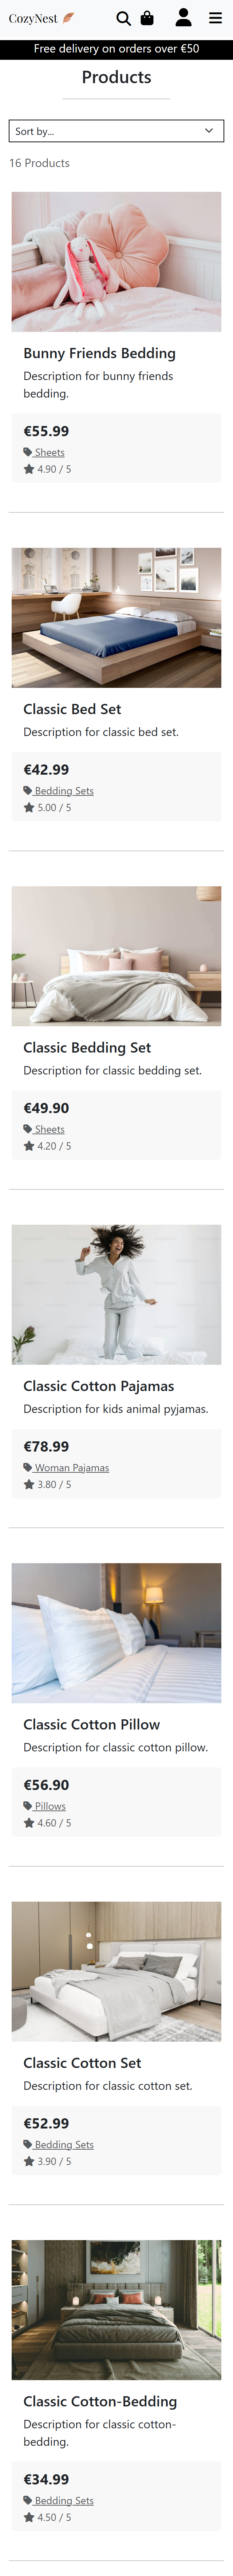 CozyNest
Free delivery on orders over €50
Products
Sort by...
16 Products
Bunny Friends Bedding
Description for bunny friends
bedding.
€55.99
Sheets
4.90 / 5
Classic Bed Set
Description for classic bed set.
€42.99
Bedding Sets
5.00 / 5
Classic Bedding Set
Description for classic bedding set.
€49.90
Sheets
4.20 / 5
Classic Cotton Pajamas
Description for kids animal pyjamas.
€78.99
Woman Pajamas
3.80 / 5
Classic Cotton Pillow
Description for classic cotton pillow.
€56.90
Pillows
4.60 / 5
Classic Cotton Set
Description for classic cotton set.
€52.99
Bedding Sets
3.90 / 5
Classic Cotton-Bedding
Description for classic cotton-
bedding.
€34.99
Bedding Sets
4.50 / 5